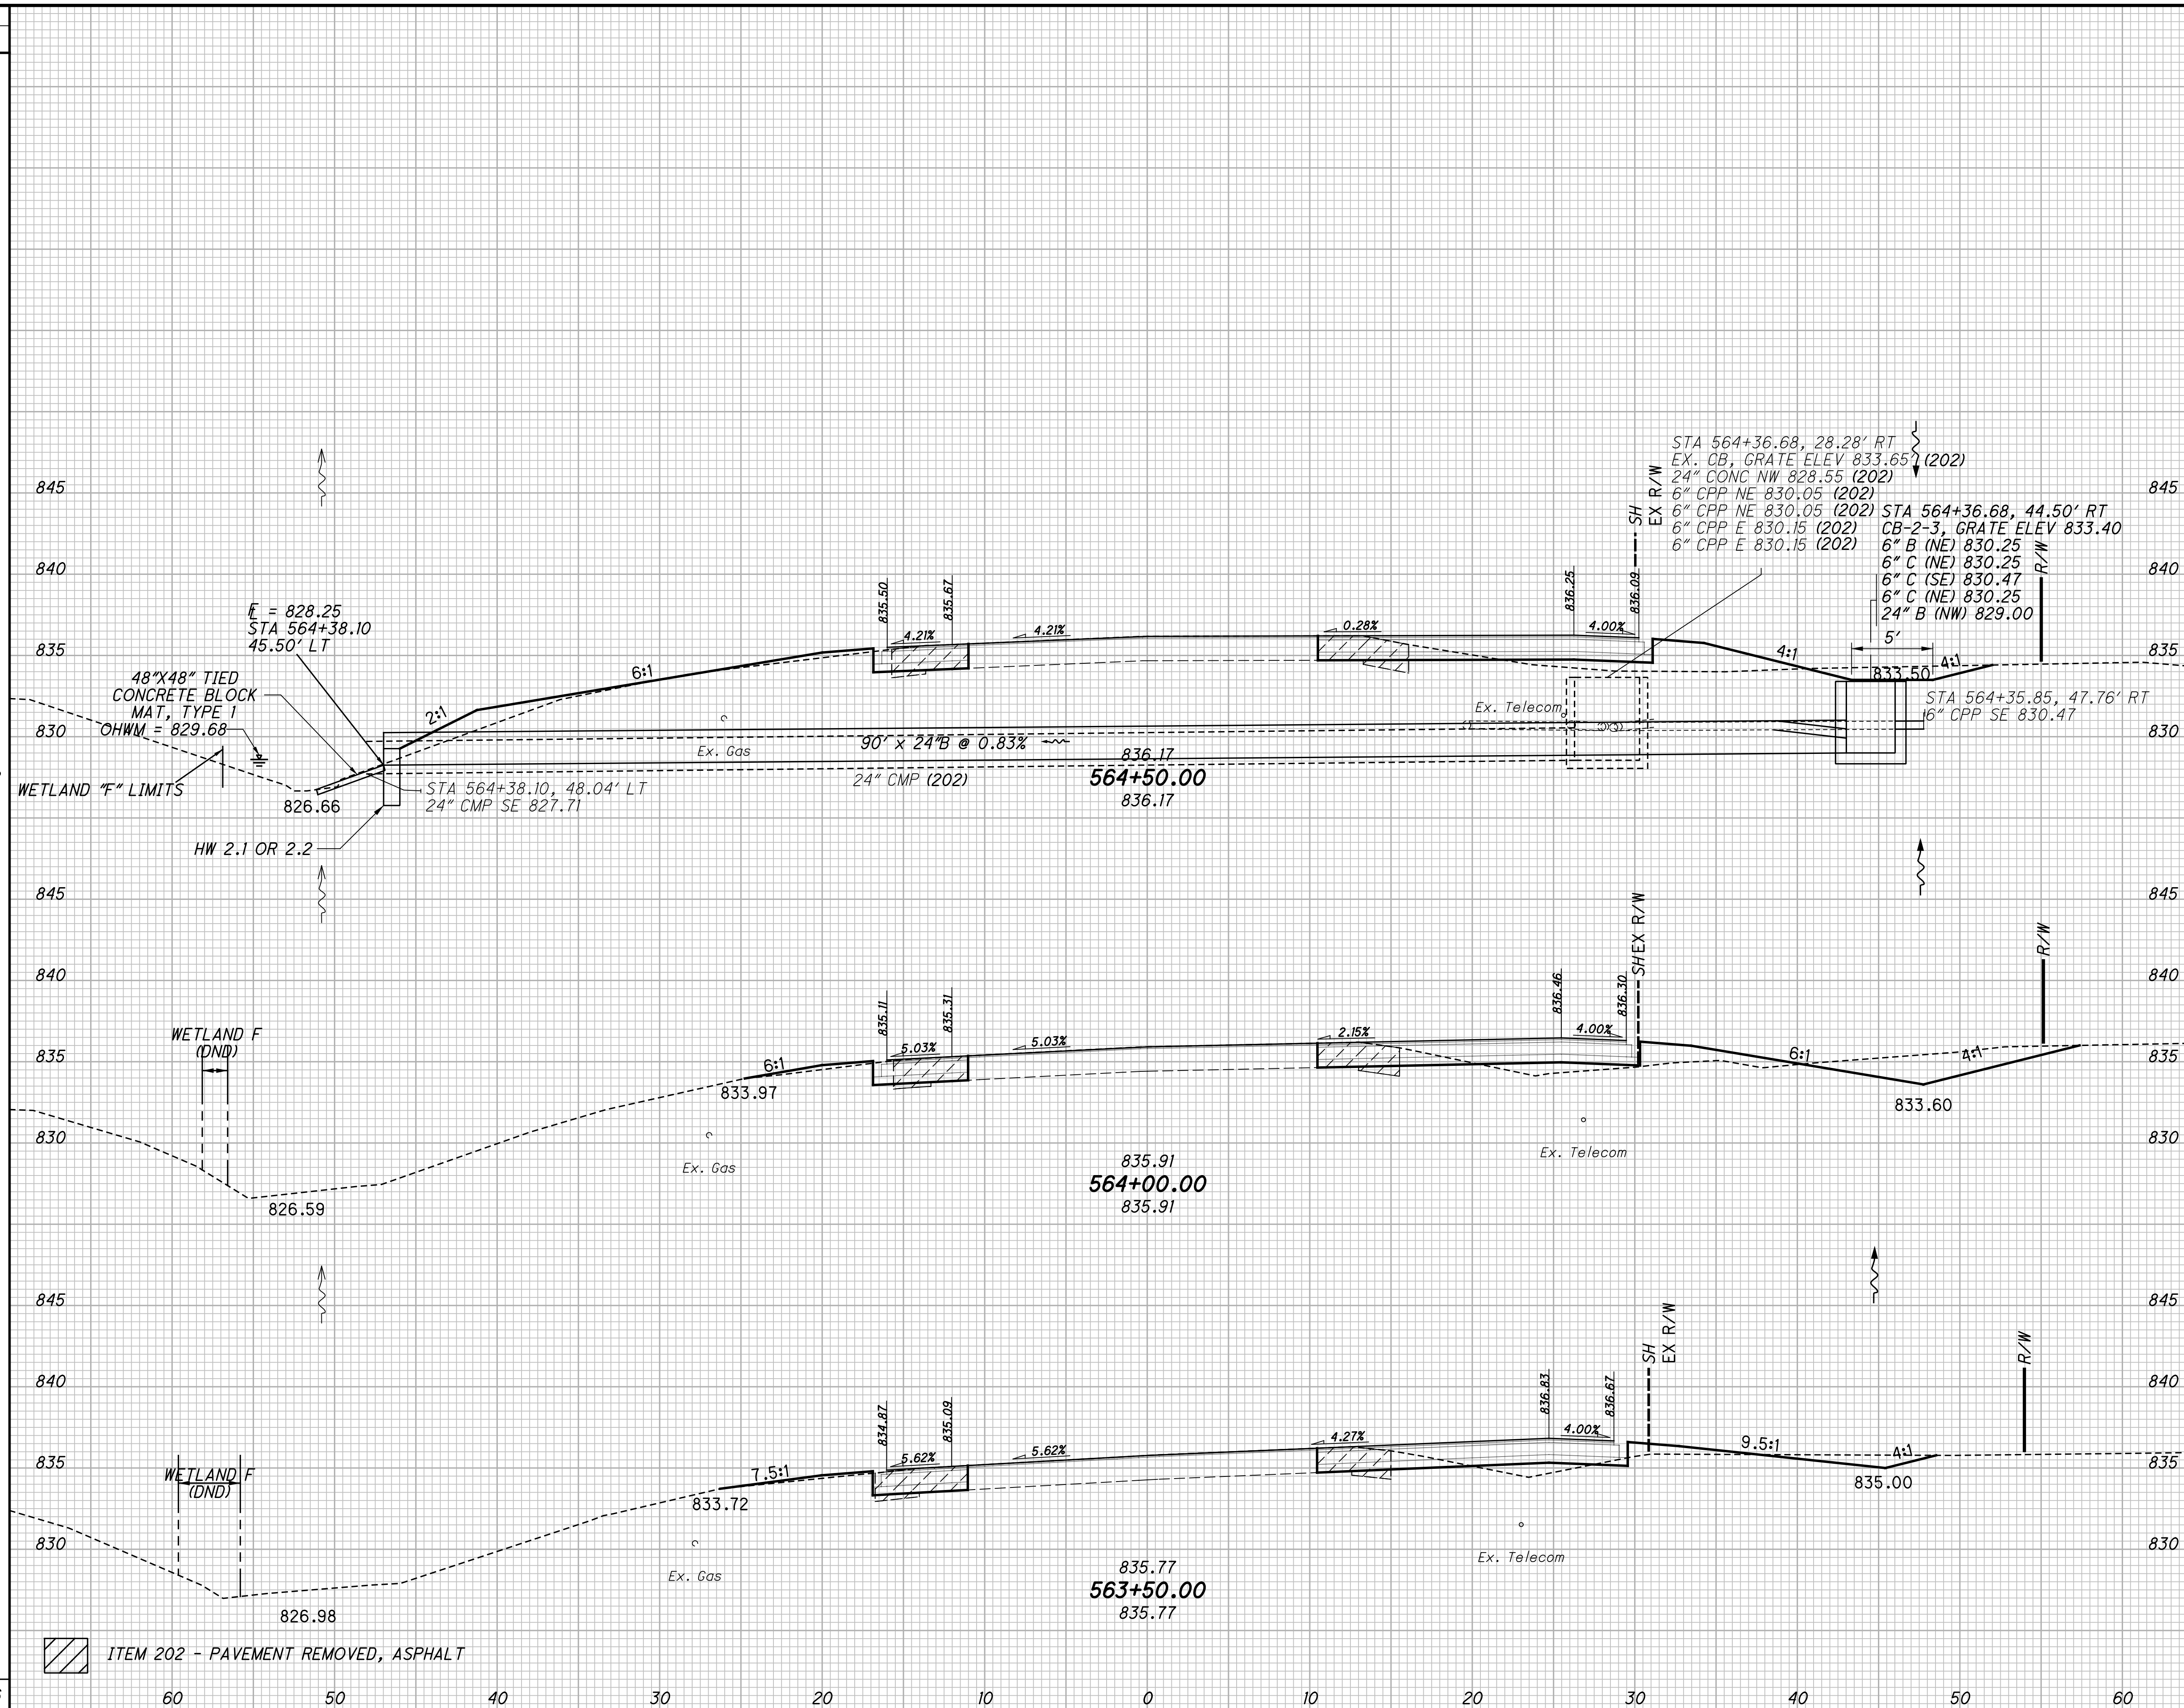 STA 564+36.68, 28.28' RT
EX. CB, GRATE ELEV 833.65 (202)
24" CONC NW 828.55 (202)
6" CPP NE 830.05 (202)
6" CPP NE 830.05 (202)
6" CPP E 830.15 (202)
6" CPP E 830.15 (202)
STA 564+36.68, 44.50' RT
CB-2-3, GRATE ELEV 833.40
6" B (NE) 830.25
6" C (NE) 830.25
6" C (SE) 830.47
6" C (NE) 830.25
24" B (NW) 829.00
SH
EX R/W
R/W
845
845
840
840
835
835
830
830
℄ = 828.25
STA 564+38.10
45.50' LT
48"X48" TIED
CONCRETE BLOCK
MAT, TYPE 1
OHWM = 829.68
WETLAND "F" LIMITS
826.66
HW 2.1 OR 2.2
2:1
6:1
835.50
835.67
4.21%
4.21%
0.28%
836.25
836.09
4.00%
4:1
5'
833.50
4:1
STA 564+35.85, 47.76' RT
6" CPP SE 830.47
Ex. Telecom
Ex. Gas
90' X 24"B @ 0.83%
24" CMP (202)
STA 564+38.10, 48.04' LT
24" CMP SE 827.71
836.17
564+50.00
836.17
845
845
840
840
835
835
830
830
SH
EX R/W
R/W
WETLAND F
(DND)
6:1
833.97
835.11
835.31
5.03%
5.03%
2.15%
836.46
836.30
4.00%
6:1
4:1
833.60
Ex. Gas
Ex. Telecom
826.59
835.91
564+00.00
835.91
845
845
840
840
835
835
830
830
SH
EX R/W
R/W
WETLAND F
(DND)
7.5:1
833.72
834.87
835.09
5.62%
5.62%
4.27%
836.83
836.67
4.00%
9.5:1
4:1
835.00
Ex. Gas
Ex. Telecom
826.98
835.77
563+50.00
835.77
ITEM 202 - PAVEMENT REMOVED, ASPHALT
60 50 40 30 20 10 0 10 20 30 40 50 60